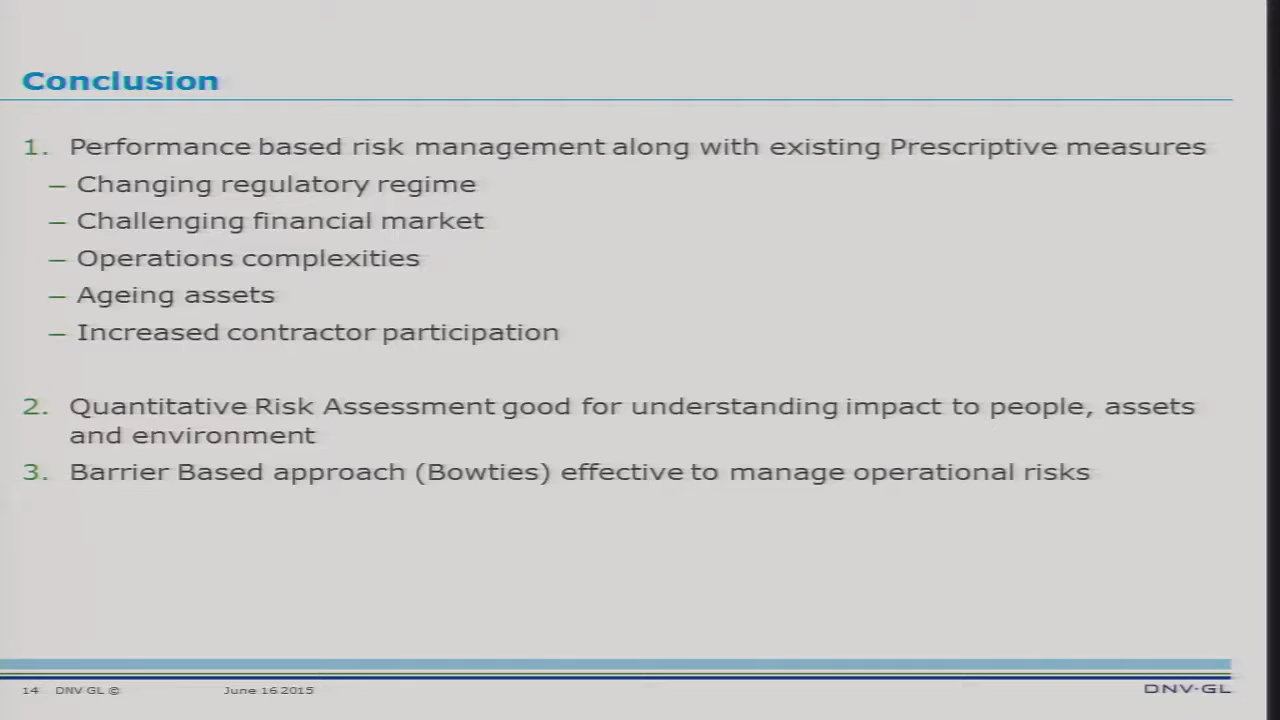 Conclusion
1. Performance based risk management along with existing Prescriptive measures
– Changing regulatory regime
– Challenging financial market
– Operations complexities
– Ageing assets
– Increased contractor participation
2. Quantitative Risk Assessment good for understanding impact to people, assets
and environment
3. Barrier Based approach (Bowties) effective to manage operational risks
14 DNV GL © June 16 2015 DNV·GL